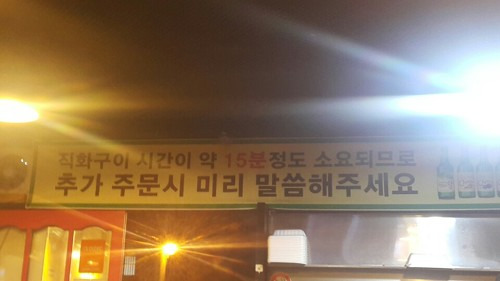 직화구이 시간이 약 15분정도 소요되므로
추가 주문시 미리 말씀해주세요